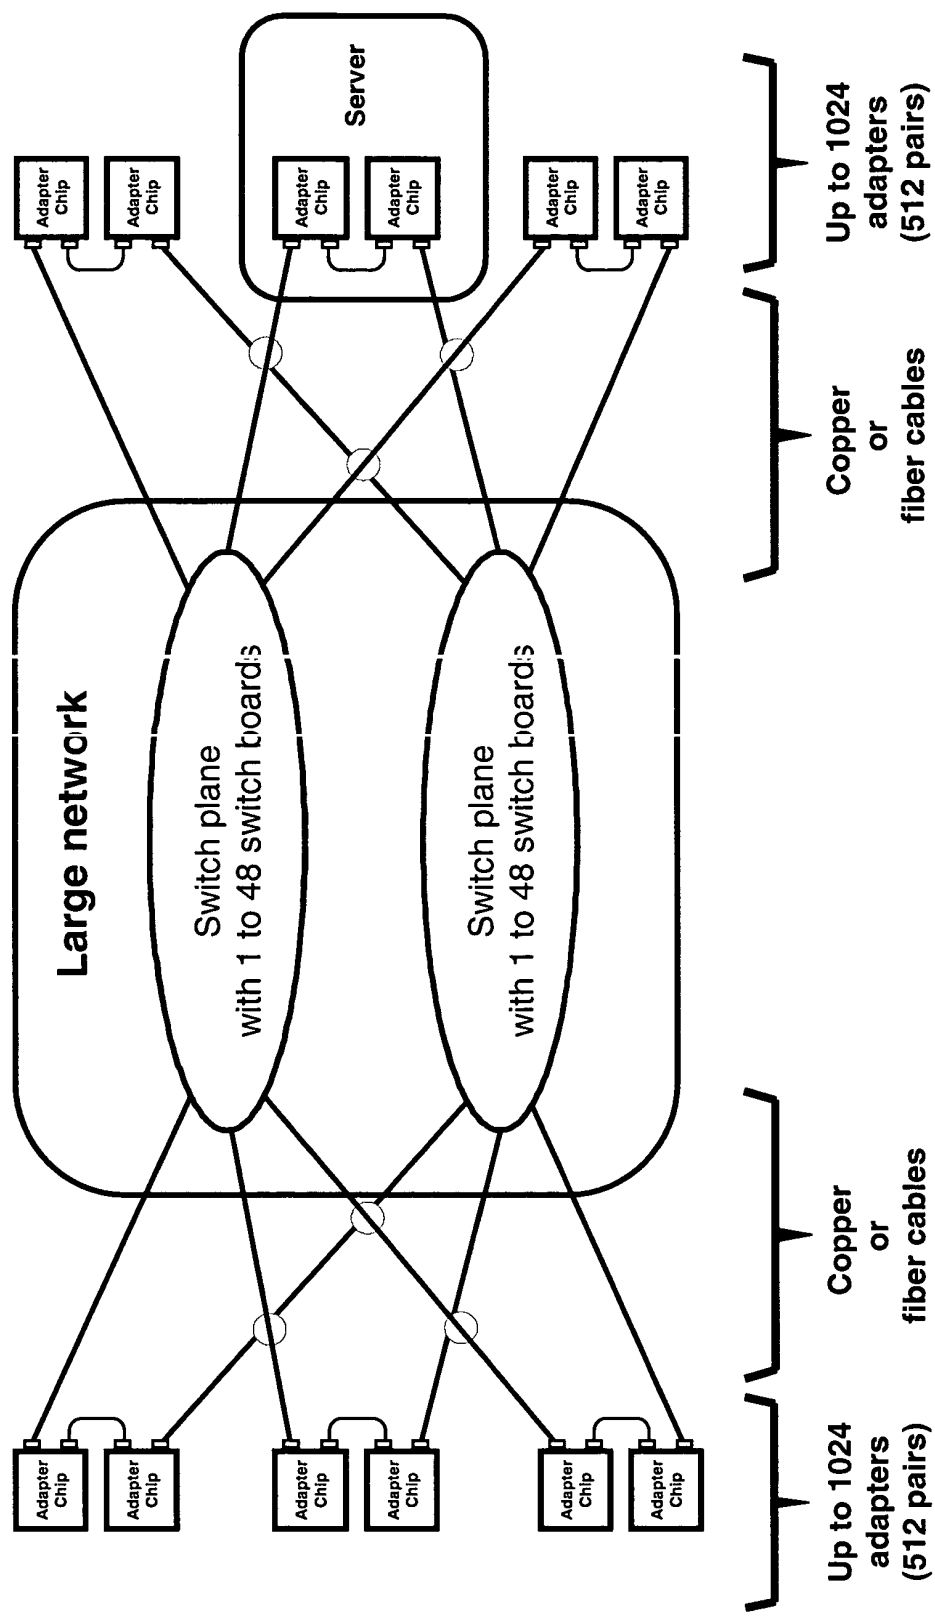 Adapter
Chip
Adapter
Chip
Adapter
Chip
Adapter
Chip
Adapter
Chip
Adapter
Chip
Large network
Switch plane
with 1 to 48 switch boards
Switch plane
with 1 to 48 switch boards
Adapter
Chip
Adapter
Chip
Server
Adapter
Chip
Adapter
Chip
Adapter
Chip
Adapter
Chip
Up to 1024
adapters
(512 pairs)
Copper
or
fiber cables
Copper
or
fiber cables
Up to 1024
adapters
(512 pairs)